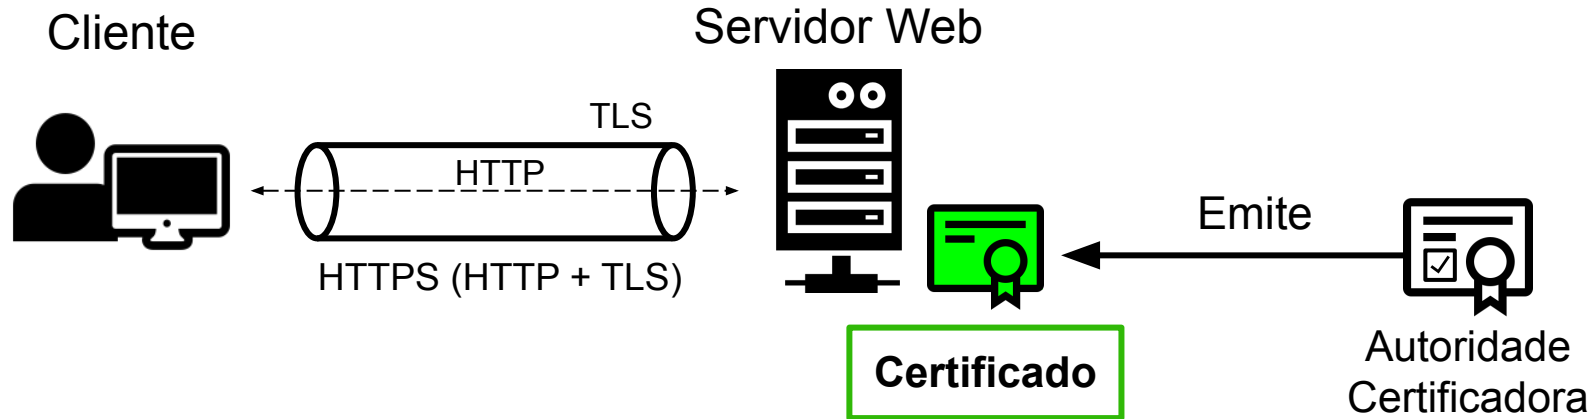 Cliente
Servidor Web
TLS
HTTP
HTTPS (HTTP + TLS)
Emite
Certificado
Autoridade
Certificadora